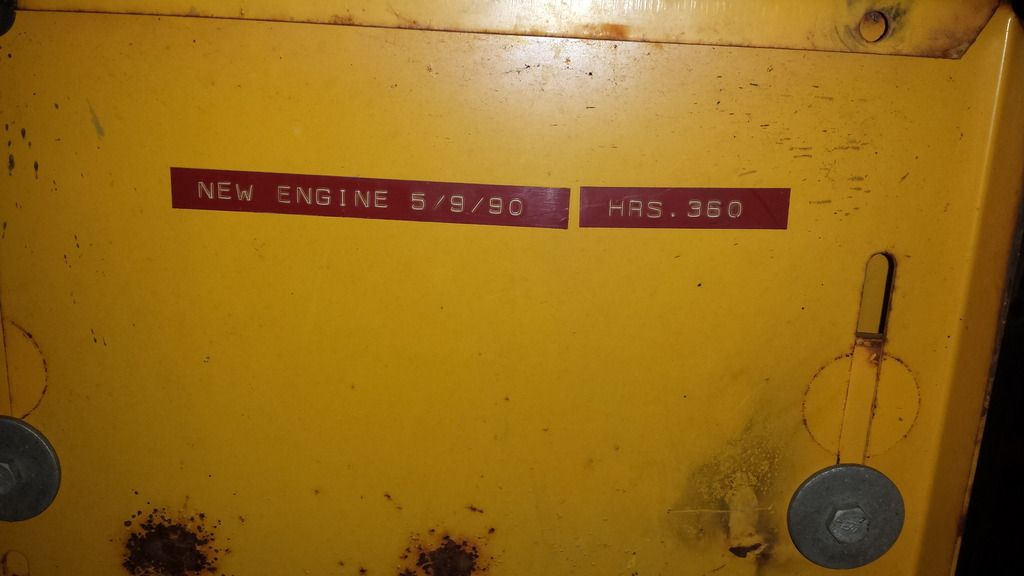 NEW ENGINE 5/9/90 HRS.360